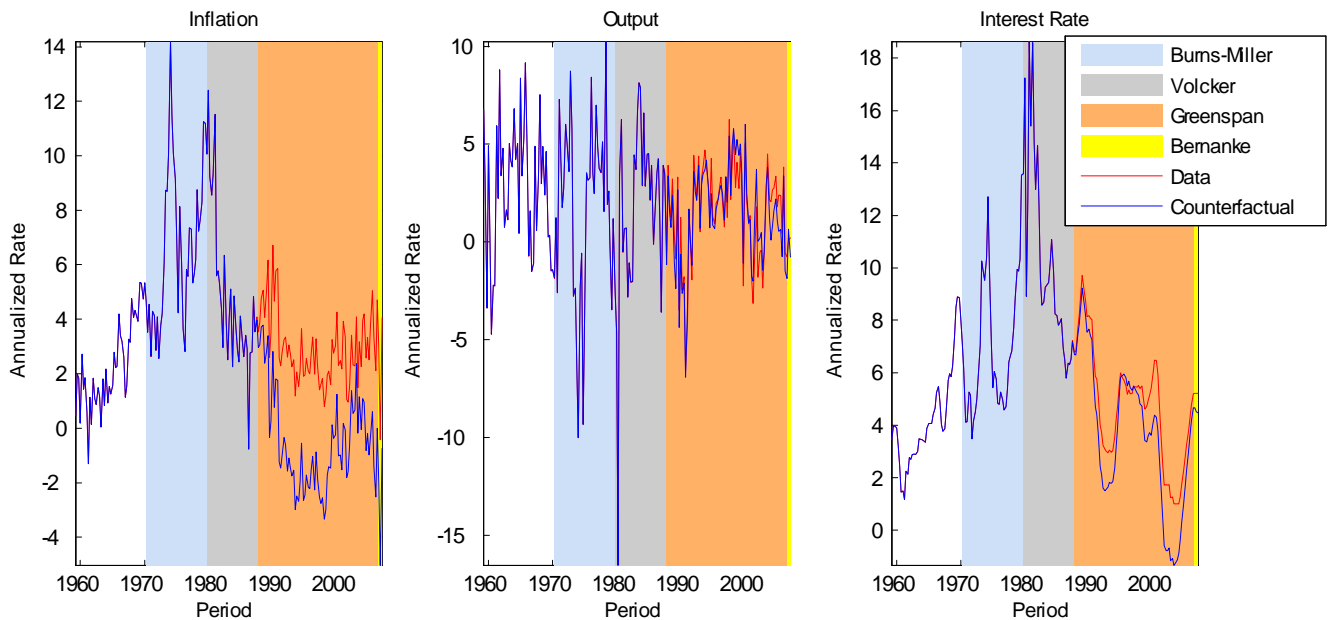 Inflation
Output
Interest Rate
Annualized Rate
14
12
10
8
6
4
2
0
-2
-4
1960 1970 1980 1990 2000
Period
Annualized Rate
10
5
0
-5
-10
-15
1960 1970 1980 1990 2000
Period
Annualized Rate
18
16
14
12
10
8
6
4
2
0
1960 1970 1980 1990 2000
Period
Burns-Miller
Volcker
Greenspan
Bernanke
Data
Counterfactual